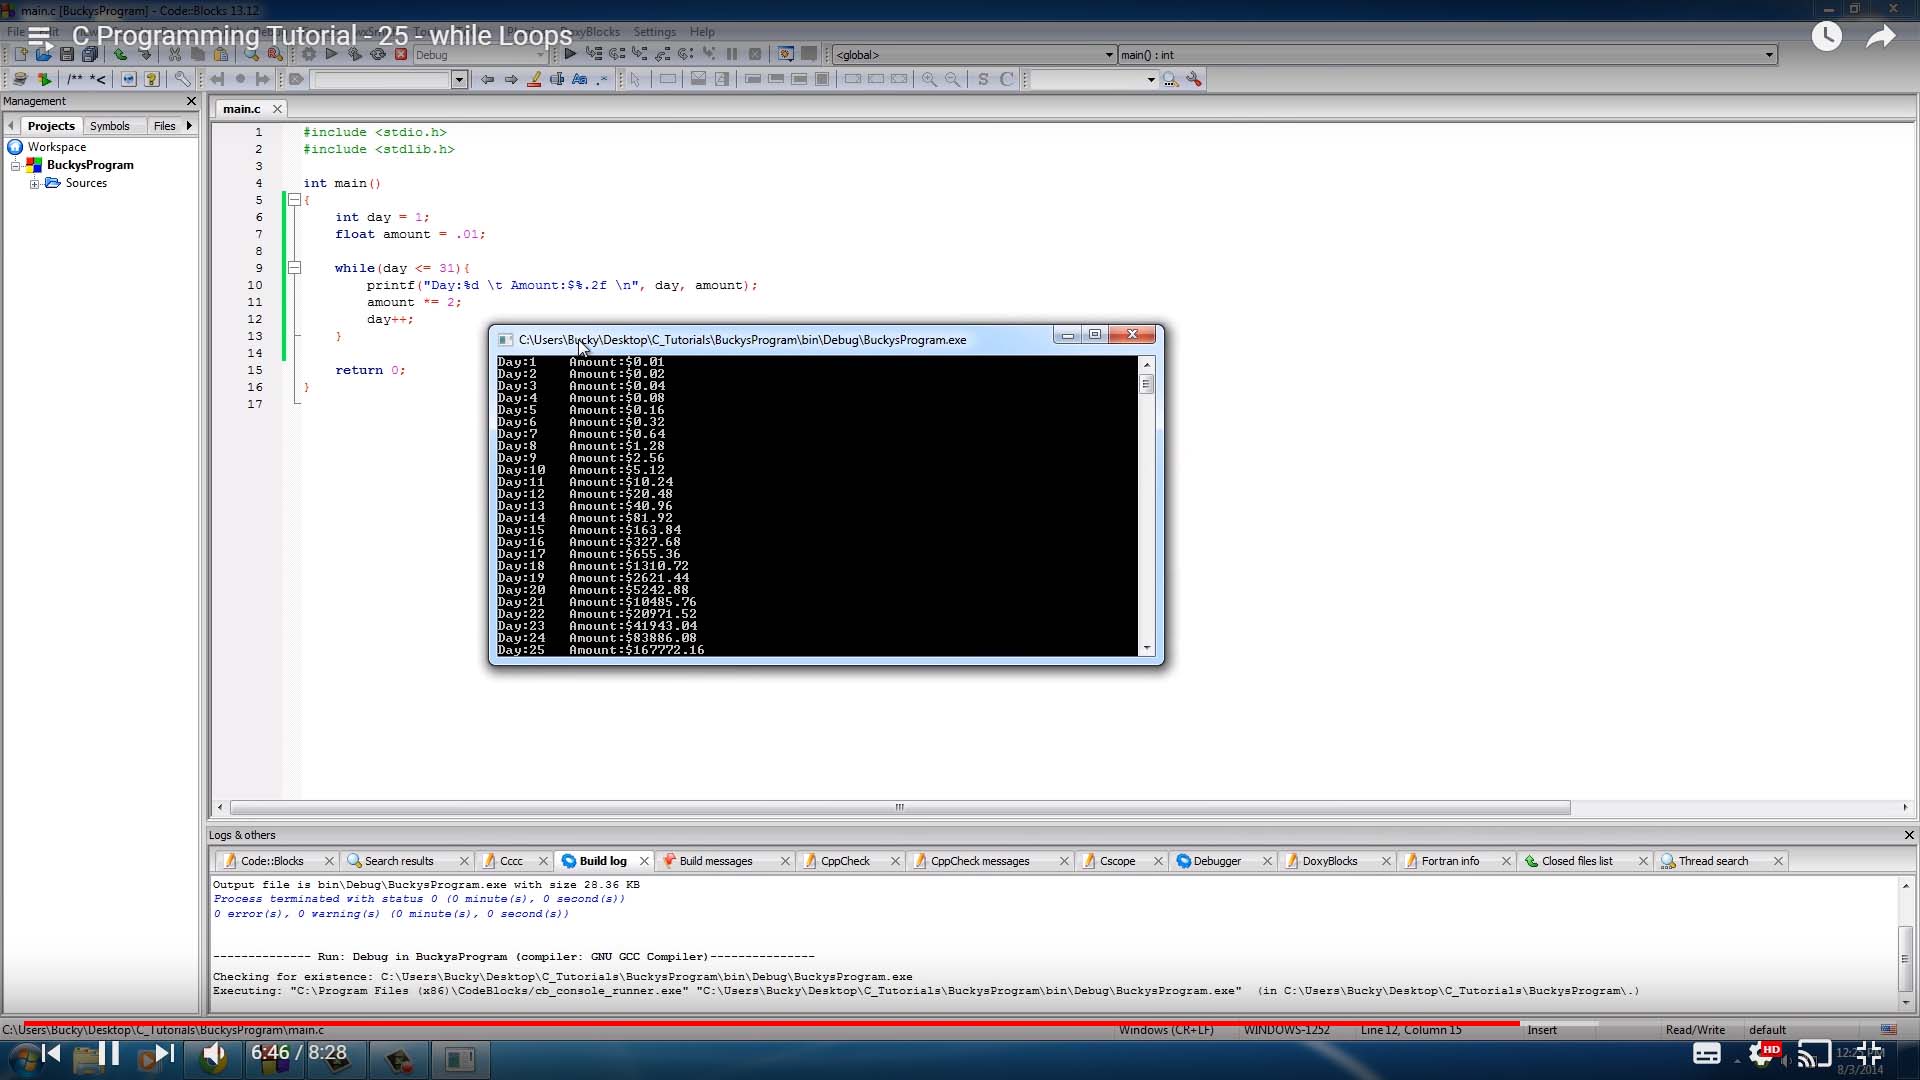 main.c [BuckysProgram] - Code::Blocks 13.12
C Programming Tutorial - 25 - while Loops
DoxyBlocks Settings Help
Debug
<global>
main() : int
Management
Projects Symbols Files
Workspace
BuckysProgram
Sources
main.c
1 #include <stdio.h>
2 #include <stdlib.h>
3
4 int main()
5 {
6 int day = 1;
7 float amount = .01;
8
9 while(day <= 31){
10 printf("Day:%d \t Amount:$%.2f \n", day, amount);
11 amount *= 2;
12 day++;
13 }
14
15 return 0;
16 }
17
C:\Users\Bucky\Desktop\C_Tutorials\BuckysProgram\bin\Debug\BuckysProgram.exe
Day:1 Amount:$0.01
Day:2 Amount:$0.02
Day:3 Amount:$0.04
Day:4 Amount:$0.08
Day:5 Amount:$0.16
Day:6 Amount:$0.32
Day:7 Amount:$0.64
Day:8 Amount:$1.28
Day:9 Amount:$2.56
Day:10 Amount:$5.12
Day:11 Amount:$10.24
Day:12 Amount:$20.48
Day:13 Amount:$40.96
Day:14 Amount:$81.92
Day:15 Amount:$163.84
Day:16 Amount:$327.68
Day:17 Amount:$655.36
Day:18 Amount:$1310.72
Day:19 Amount:$2621.44
Day:20 Amount:$5242.88
Day:21 Amount:$10485.76
Day:22 Amount:$20971.52
Day:23 Amount:$41943.04
Day:24 Amount:$83886.08
Day:25 Amount:$167772.16
Logs & others
Code::Blocks Search results Cccc Build log Build messages CppCheck CppCheck messages Cscope Debugger DoxyBlocks Fortran info Closed files list Thread search
Output file is bin\Debug\BuckysProgram.exe with size 28.36 KB
Process terminated with status 0 (0 minute(s), 0 second(s))
0 error(s), 0 warning(s) (0 minute(s), 0 second(s))
-------------- Run: Debug in BuckysProgram (compiler: GNU GCC Compiler)---------------
Checking for existence: C:\Users\Bucky\Desktop\C_Tutorials\BuckysProgram\bin\Debug\BuckysProgram.exe
Executing: "C:\Program Files (x86)\CodeBlocks/cb_console_runner.exe" "C:\Users\Bucky\Desktop\C_Tutorials\BuckysProgram\bin\Debug\BuckysProgram.exe" (in C:\Users\Bucky\Desktop\C_Tutorials\BuckysProgram\.)
C:\Users\Bucky\Desktop\C_Tutorials\BuckysProgram\main.c Windows (CR+LF) WINDOWS-1252 Line 12, Column 15 Insert Read/Write default
6:46 / 8:28
HD
8/3/2014